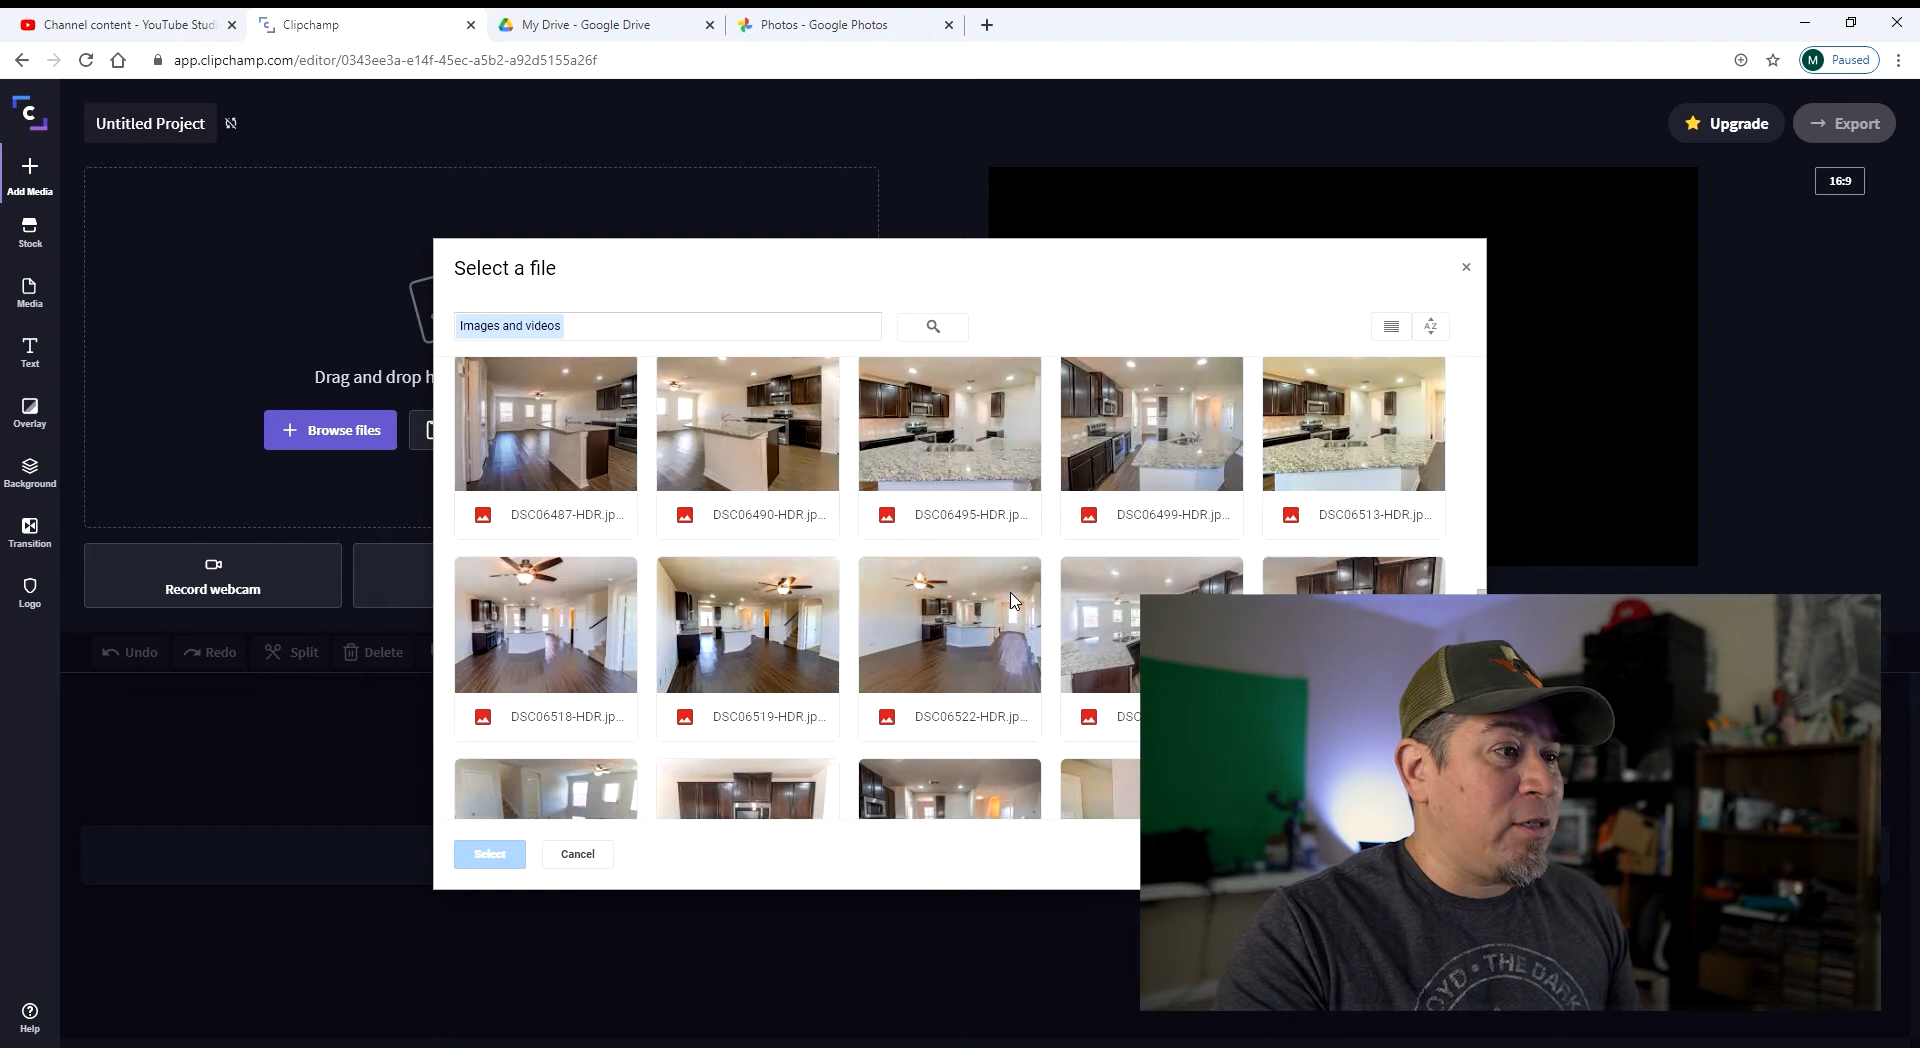 Channel content - YouTube Studi
Clipchamp
My Drive - Google Drive
Photos - Google Photos
app.clipchamp.com/editor/0343ee3a-e14f-45ec-a5b2-a92d5155a26f
M Paused
C
Untitled Project
Upgrade
Export
Add Media
16:9
Stock
Select a file
Media
Images and videos
AZ
Text
Drag and drop h
Overlay
Browse files
Background
DSC06487-HDR.jp...
DSC06490-HDR.jp...
DSC06495-HDR.jp...
DSC06499-HDR.jp...
DSC06513-HDR.jp...
Transition
Record webcam
Logo
Undo
Redo
Split
Delete
DSC06518-HDR.jp...
DSC06519-HDR.jp...
DSC06522-HDR.jp...
DSC
Select
Cancel
OYD • THE DARK
Help